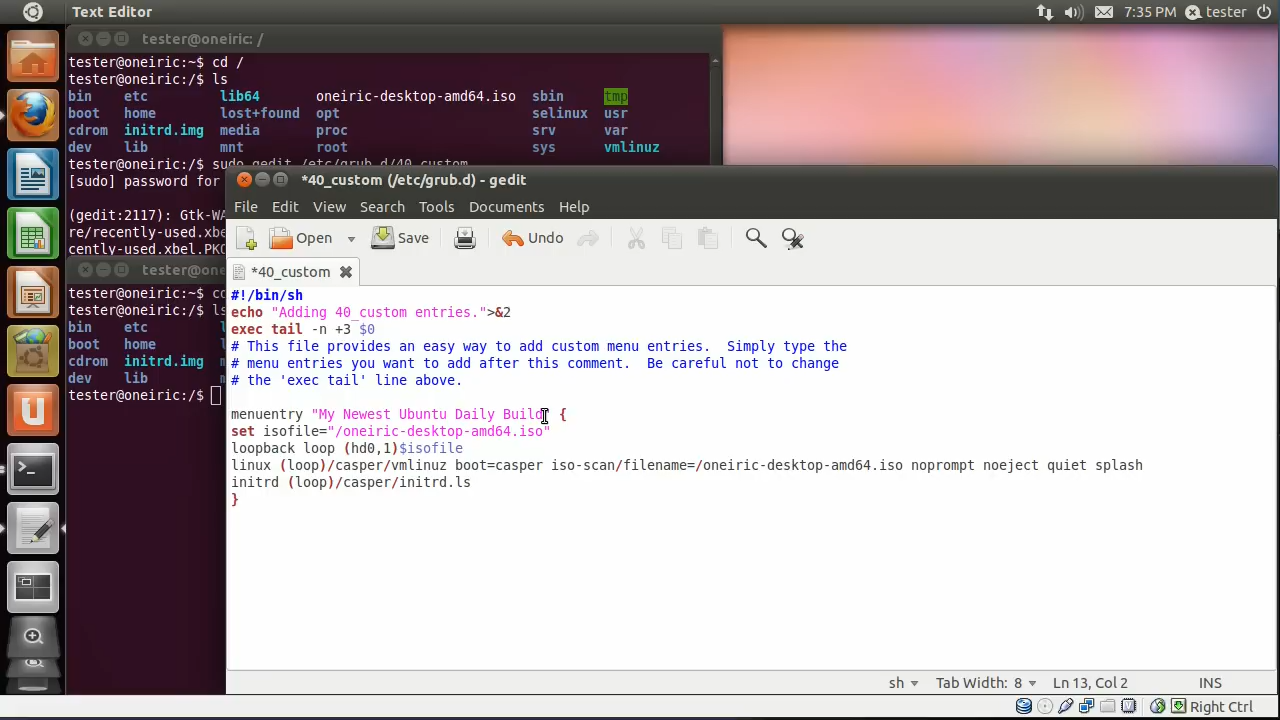 Text Editor
7:35 PM
tester
tester@oneiric: /
tester@oneiric:~$ cd /
tester@oneiric:/$ ls
bin etc lib64 oneiric-desktop-amd64.iso sbin tmp
boot home lost+found opt selinux usr
cdrom initrd.img media proc srv var
dev lib mnt root sys vmlinuz
tester@oneiric:/$ sudo gedit /etc/grub.d/40_custom
[sudo] password for
(gedit:2117): Gtk-WA
re/recently-used.xbe
cently-used.xbel.PKO
tester@one
tester@oneiric:~$ cd
tester@oneiric:/$ ls
bin etc
boot home
cdrom initrd.img
dev lib
tester@oneiric:/$
*40_custom (/etc/grub.d) - gedit
File Edit View Search Tools Documents Help
Open Save Undo
*40_custom
#!/bin/sh
echo "Adding 40_custom entries.">&2
exec tail -n +3 $0
# This file provides an easy way to add custom menu entries.  Simply type the
# menu entries you want to add after this comment.  Be careful not to change
# the 'exec tail' line above.
menuentry "My Newest Ubuntu Daily Build" {
set isofile="/oneiric-desktop-amd64.iso"
loopback loop (hd0,1)$isofile
linux (loop)/casper/vmlinuz boot=casper iso-scan/filename=/oneiric-desktop-amd64.iso noprompt noeject quiet splash
initrd (loop)/casper/initrd.ls
}
sh Tab Width: 8 Ln 13, Col 2 INS
Right Ctrl